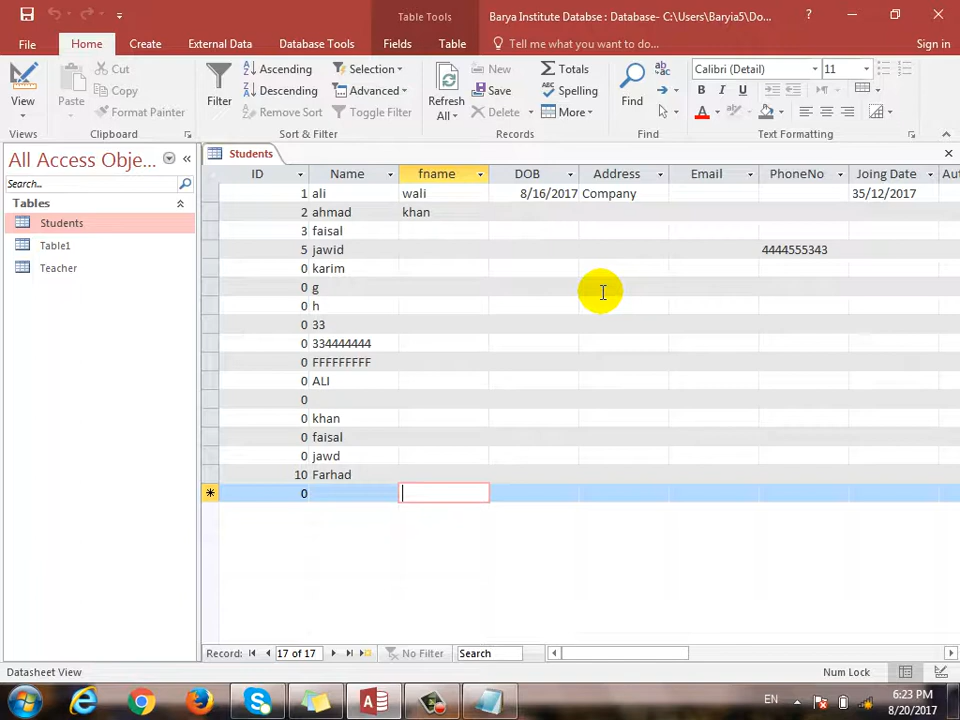 Table Tools
Barya Institute Databse : Database- C:\Users\Baryia5\Do...
?
File
Home
Create
External Data
Database Tools
Fields
Table
Tell me what you want to do...
Sign in
View
Views
Paste
Cut
Copy
Format Painter
Clipboard
Filter
Ascending
Descending
Remove Sort
Selection
Advanced
Toggle Filter
Sort & Filter
Refresh
All
New
Save
Delete
Totals
Spelling
More
Records
Find
Find
Calibri (Detail)
11
B I U
Text Formatting
All Access Obje...
Search...
Tables
Students
Table1
Teacher
Students
ID Name fname DOB Address Email PhoneNo Joing Date Aut
1 ali wali 8/16/2017 Company 35/12/2017
2 ahmad khan
3 faisal
5 jawid 4444555343
0 karim
0 g
0 h
0 33
0 334444444
0 FFFFFFFFF
0 ALI
0
0 khan
0 faisal
0 jawd
10 Farhad
0
Record: 17 of 17 No Filter Search
Datasheet View
Num Lock
EN
6:23 PM
8/20/2017